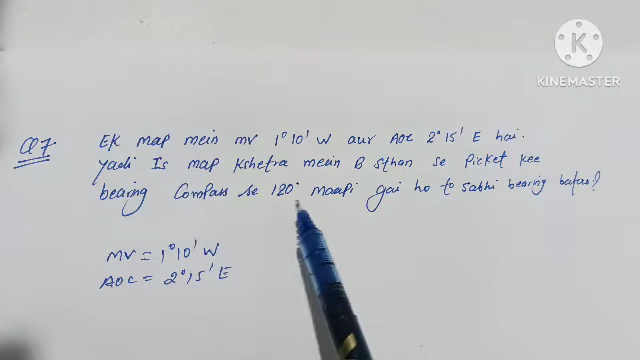 K
KINEMASTER
Q7 EK map mein mv 1°10' W aur AOC 2°15' E hai.
Yadi Is map Kshetra mein B sthan se Picket kee
bearing Compass se 120° maapi gai ho to sabhi bearing batao?
MV = 1°10' W
AOC = 2°15' E